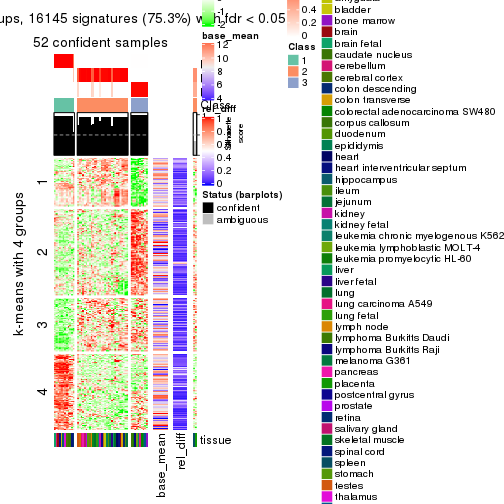 ups, 16145 signatures (75.3%) with fdr < 0.05
52 confident samples
k-means with 4 groups
1
2
3
4
base_mean
rel_diff
tissue
Class
Silhouette
score
-2
base_mean
12
10
8
6
4
rel_diff
1
0.8
0.6
0.4
0.2
0
Status (barplots)
confident
ambiguous
0.4
0.2
0
Class
1
2
3
bladder
bone marrow
brain
brain fetal
caudate nucleus
cerebellum
cerebral cortex
colon descending
colon transverse
colorectal adenocarcinoma SW480
corpus callosum
duodenum
epididymis
heart
heart interventricular septum
hippocampus
ileum
jejunum
kidney
kidney fetal
leukemia chronic myelogenous K562
leukemia lymphoblastic MOLT-4
leukemia promyelocytic HL-60
liver
liver fetal
lung
lung carcinoma A549
lung fetal
lymph node
lymphoma Burkitts Daudi
lymphoma Burkitts Raji
melanoma G361
pancreas
placenta
postcentral gyrus
prostate
retina
salivary gland
skeletal muscle
spinal cord
spleen
stomach
testes
thalamus